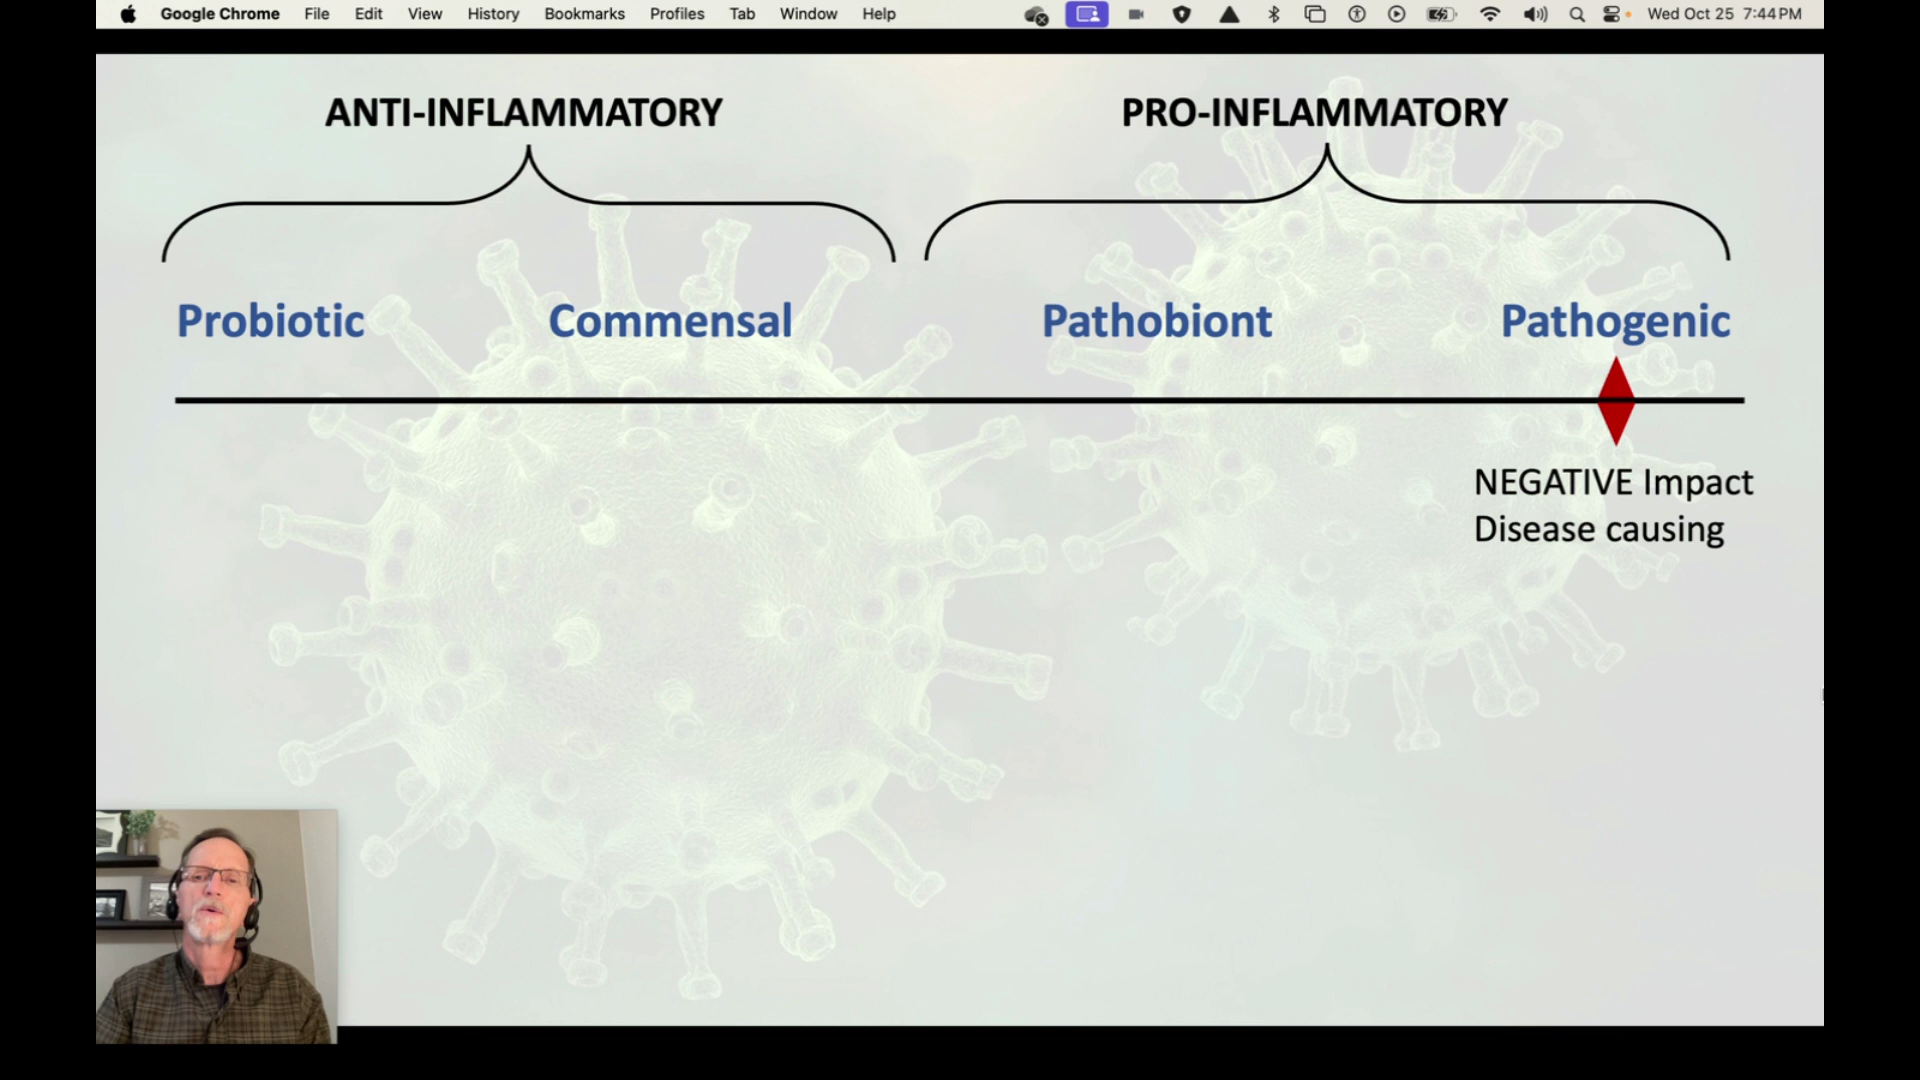 Google Chrome File Edit View History Bookmarks Profiles Tab Window Help Wed Oct 25 7:44 PM
ANTI-INFLAMMATORY PRO-INFLAMMATORY
Probiotic Commensal Pathobiont Pathogenic
NEGATIVE Impact
Disease causing